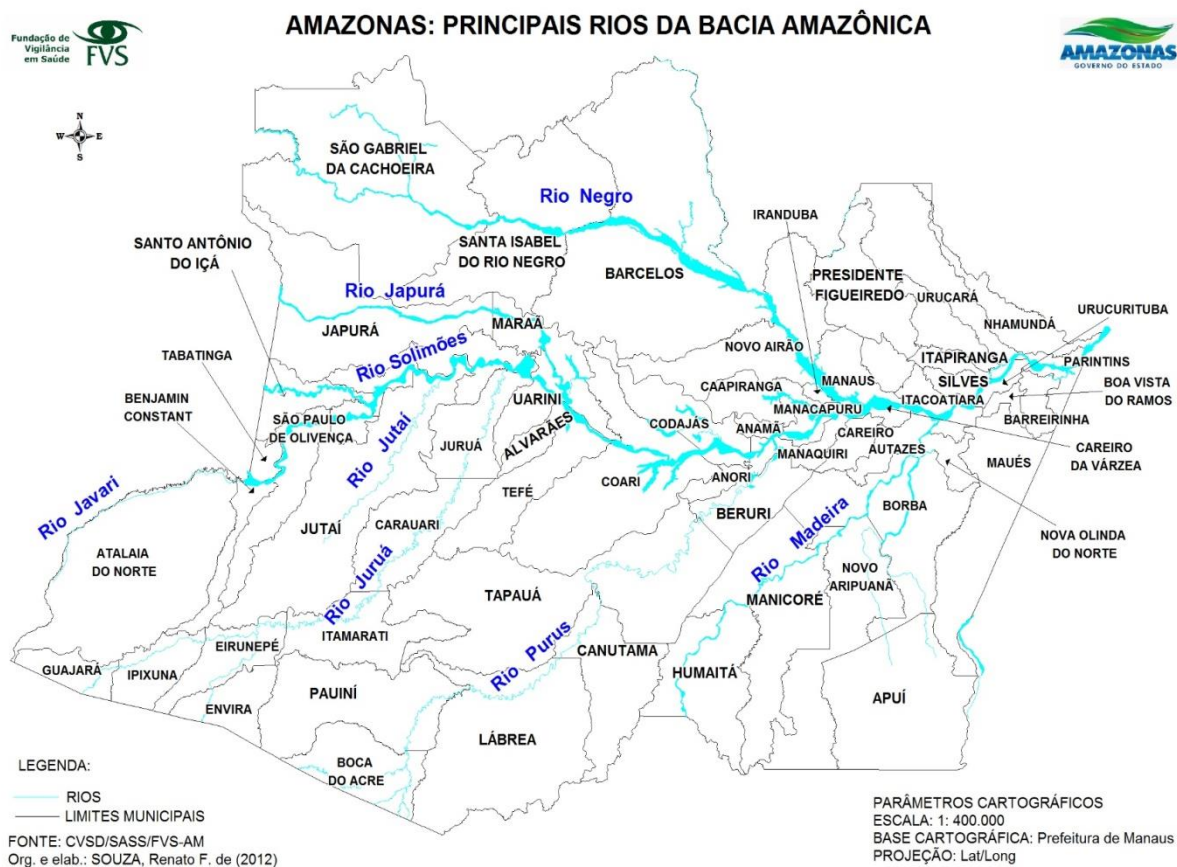 AMAZONAS: PRINCIPAIS RIOS DA BACIA AMAZÔNICA
Fundação de
Vigilância
em Saúde
FVS
AMAZONAS
GOVERNO DO ESTADO
N
W E
S
SÃO GABRIEL
DA CACHOEIRA
Rio Negro
IRANDUBA
SANTO ANTÔNIO
DO IÇÁ
SANTA ISABEL
DO RIO NEGRO
BARCELOS
PRESIDENTE
FIGUEIREDO
URUCARÁ
URUCURITUBA
Rio Japurá
JAPURÁ
MARAÃ
NHAMUNDÁ
TABATINGA
Rio Solimões
NOVO AIRÃO
ITAPIRANGA
PARINTINS
BENJAMIN
CONSTANT
UARINI
CAAPIRANGA
MANAUS
SILVES
BOA VISTA
DO RAMOS
SÃO PAULO
DE OLIVENÇA
MANACAPURU
ITACOATIARA
BARREIRINHA
Rio Jutaí
JURUÁ
ALVARÃES
CODAJÁS
ANAMÃ
CAREIRO
AUTAZES
CAREIRO
DA VÁRZEA
MANAQUIRI
MAUÉS
Rio Javari
COARI
ANORI
TEFÉ
BERURI
BORBA
JUTAÍ
CARAUARI
Rio Madeira
NOVA OLINDA
DO NORTE
ATALAIA
DO NORTE
Rio Juruá
TAPAUÁ
NOVO
ARIPUANÃ
MANICORÉ
ITAMARATI
EIRUNEPÉ
Rio Purus
CANUTAMA
GUAJARÁ
IPIXUNA
HUMAITÁ
PAUINÍ
ENVIRA
APUÍ
LÁBREA
BOCA
DO ACRE
LEGENDA:
RIOS
LIMITES MUNICIPAIS
FONTE: CVSD/SASS/FVS-AM
Org. e elab.: SOUZA, Renato F. de (2012)
PARÂMETROS CARTOGRÁFICOS
ESCALA: 1: 400.000
BASE CARTOGRÁFICA: Prefeitura de Manaus
PROJEÇÃO: Lat/Long